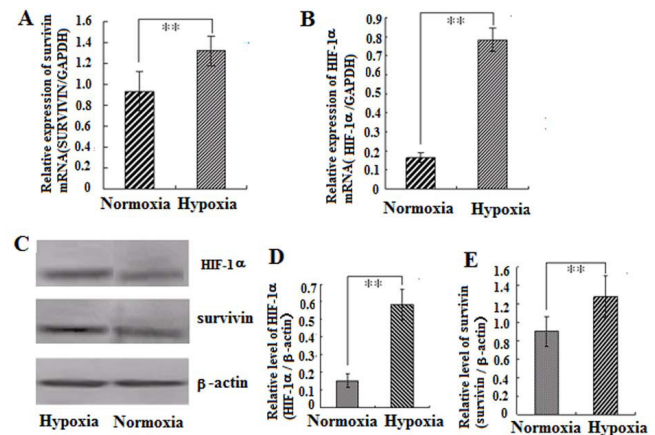 A
Relative expression of survivin
mRNA(SURVIVIN/GAPDH)
1.6
1.4
1.2
1
0.8
0.6
0.4
0.2
0
**
Normoxia Hypoxia
B
Relative expression of HIF-1α
mRNA( HIF-1α/GAPDH)
0.9
0.8
0.7
0.6
0.5
0.4
0.3
0.2
0.1
0
**
Normoxia Hypoxia
C
HIF-1α
survivin
β-actin
Hypoxia Normoxia
D
Relative level of HIF-1α
(HIF-1α / β-actin)
0.7
0.6
0.5
0.4
0.3
0.2
0.1
0
**
Normoxia Hypoxia
E
Relative level of survivin
(survivin / β-actin)
1.6
1.4
1.2
1
0.8
0.6
0.4
0.2
0
**
Normoxia Hypoxia